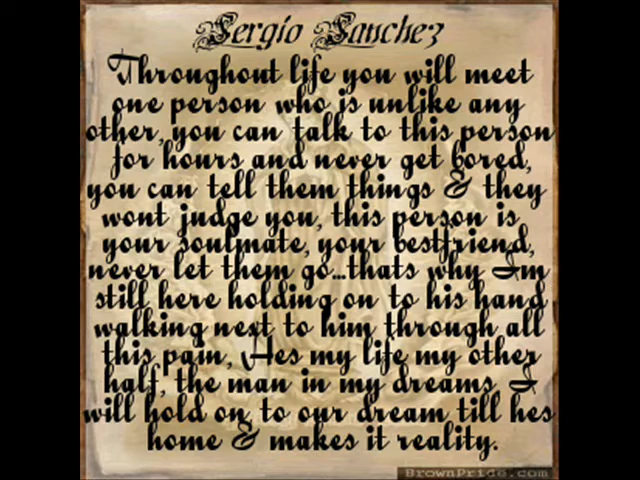 Sergio Sanchez
Throughout life you will meet
one person who is unlike any
other, you can talk to this person
for hours and never get bored,
you can tell them things & they
wont judge you, this person is
your soulmate, your bestfriend,
never let them go...thats why Im
still here holding on to his hand
walking next to him through all
this pain, Hes my life my other
half, the man in my dreams I
will hold on to our dream till hes
home & makes it reality.
BrownPride.com